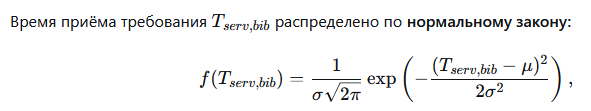 Время приёма требования T_{serv,bib} распределено по нормальному закону:
f(T_{serv,bib}) = \frac{1}{\sigma\sqrt{2\pi}} \exp\left(-\frac{(T_{serv,bib} - \mu)^2}{2\sigma^2}\right),